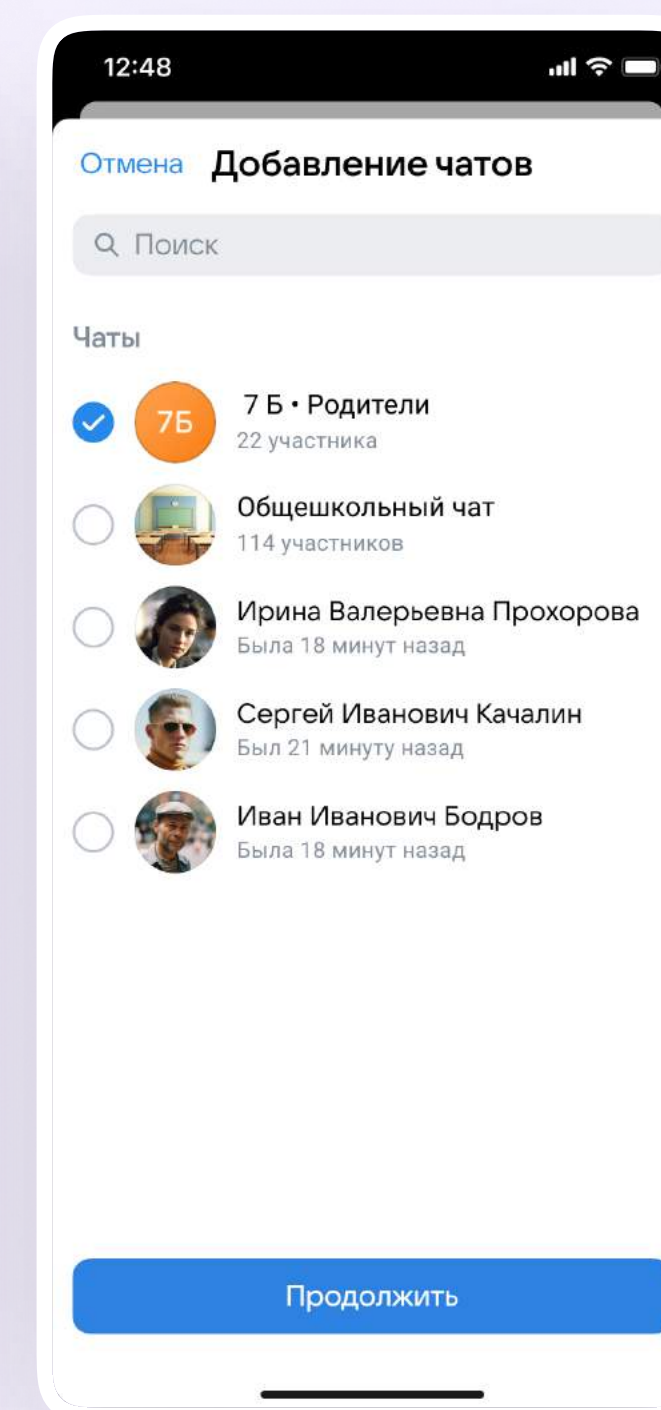 12:48
Отмена Добавление чатов
Поиск
Чаты
7Б
7 Б • Родители
22 участника
Общешкольный чат
114 участников
Ирина Валерьевна Прохорова
Была 18 минут назад
Сергей Иванович Качалин
Был 21 минуту назад
Иван Иванович Бодров
Была 18 минут назад
Продолжить